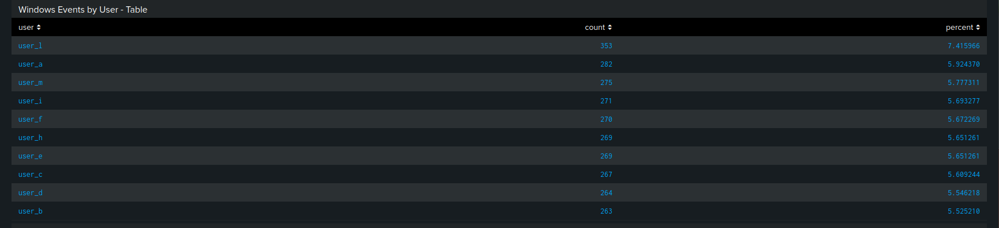 Windows Events by User - Table
user count percent
user_l 353 7.415966
user_a 282 5.924370
user_m 275 5.777311
user_i 271 5.693277
user_f 270 5.672269
user_h 269 5.651261
user_e 269 5.651261
user_c 267 5.609244
user_d 264 5.546218
user_b 263 5.525210